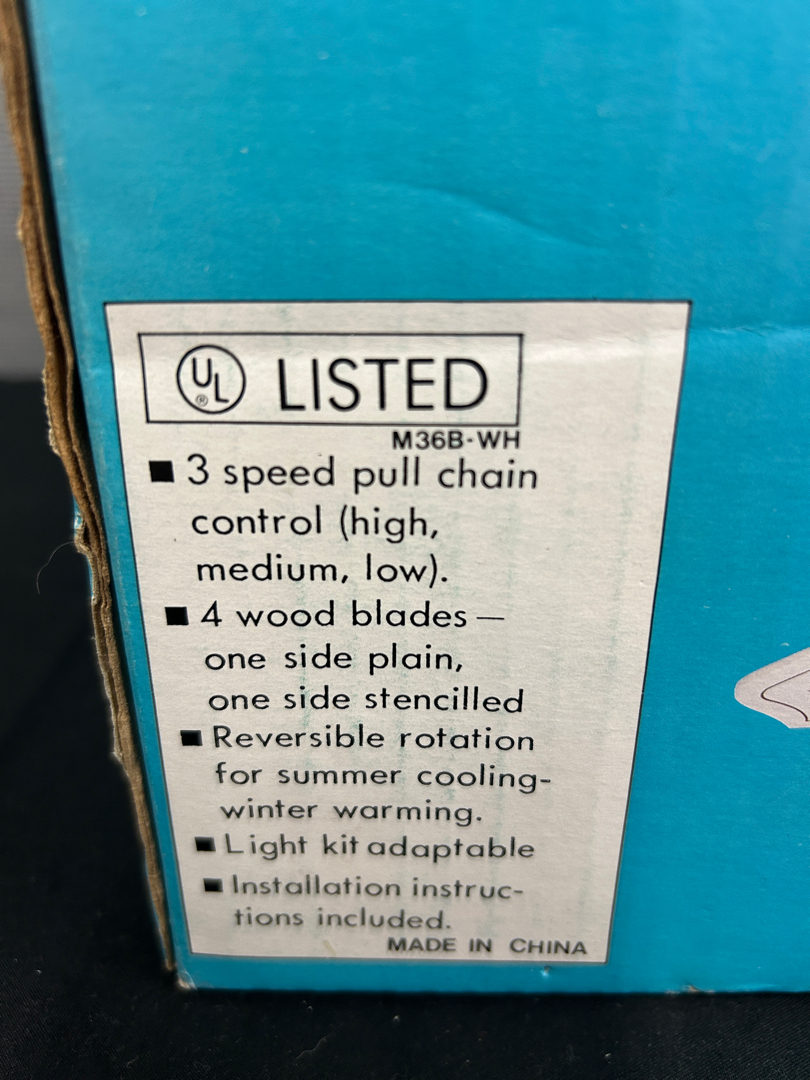 UL® LISTED
M36B-WH
■ 3 speed pull chain
control (high,
medium, low).
■ 4 wood blades —
one side plain,
one side stencilled
■ Reversible rotation
for summer cooling-
winter warming.
■ Light kit adaptable
■ Installation instruc-
tions included.
MADE IN CHINA